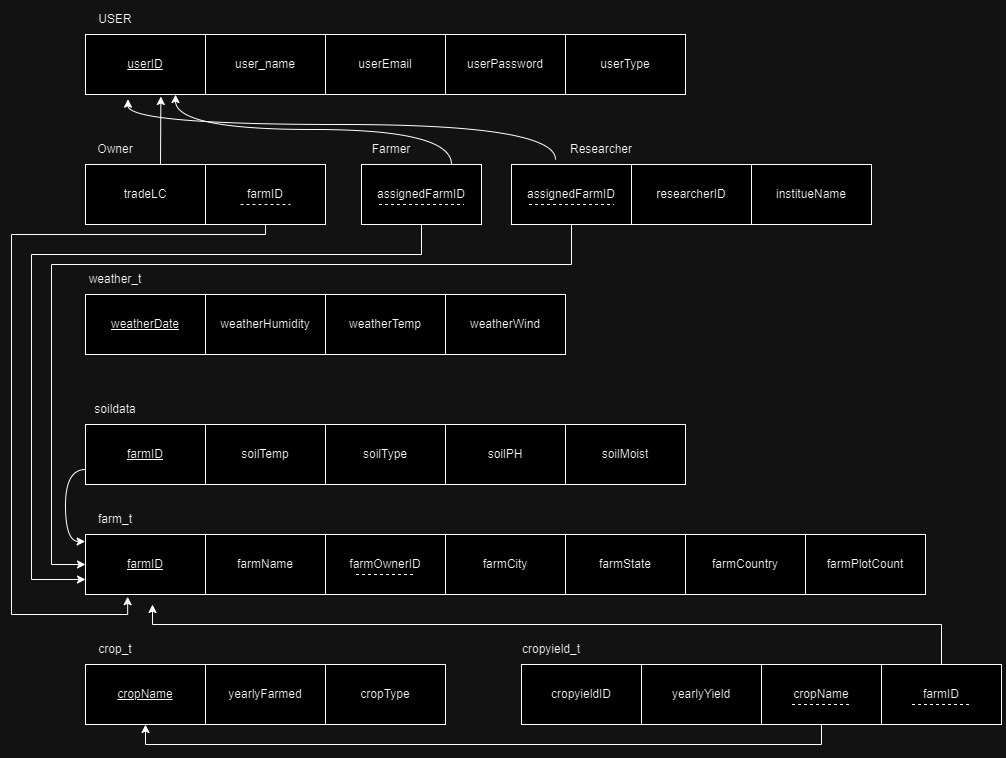 USER
userID user_name userEmail userPassword userType
Owner Farmer Researcher
tradeLC farmID assignedFarmID assignedFarmID researcherID institueName
weather_t
weatherDate weatherHumidity weatherTemp weatherWind
soildata
farmID soilTemp soilType soilPH soilMoist
farm_t
farmID farmName farmOwnerID farmCity farmState farmCountry farmPlotCount
crop_t cropyield_t
cropName yearlyFarmed cropType cropyieldID yearlyYield cropName farmID